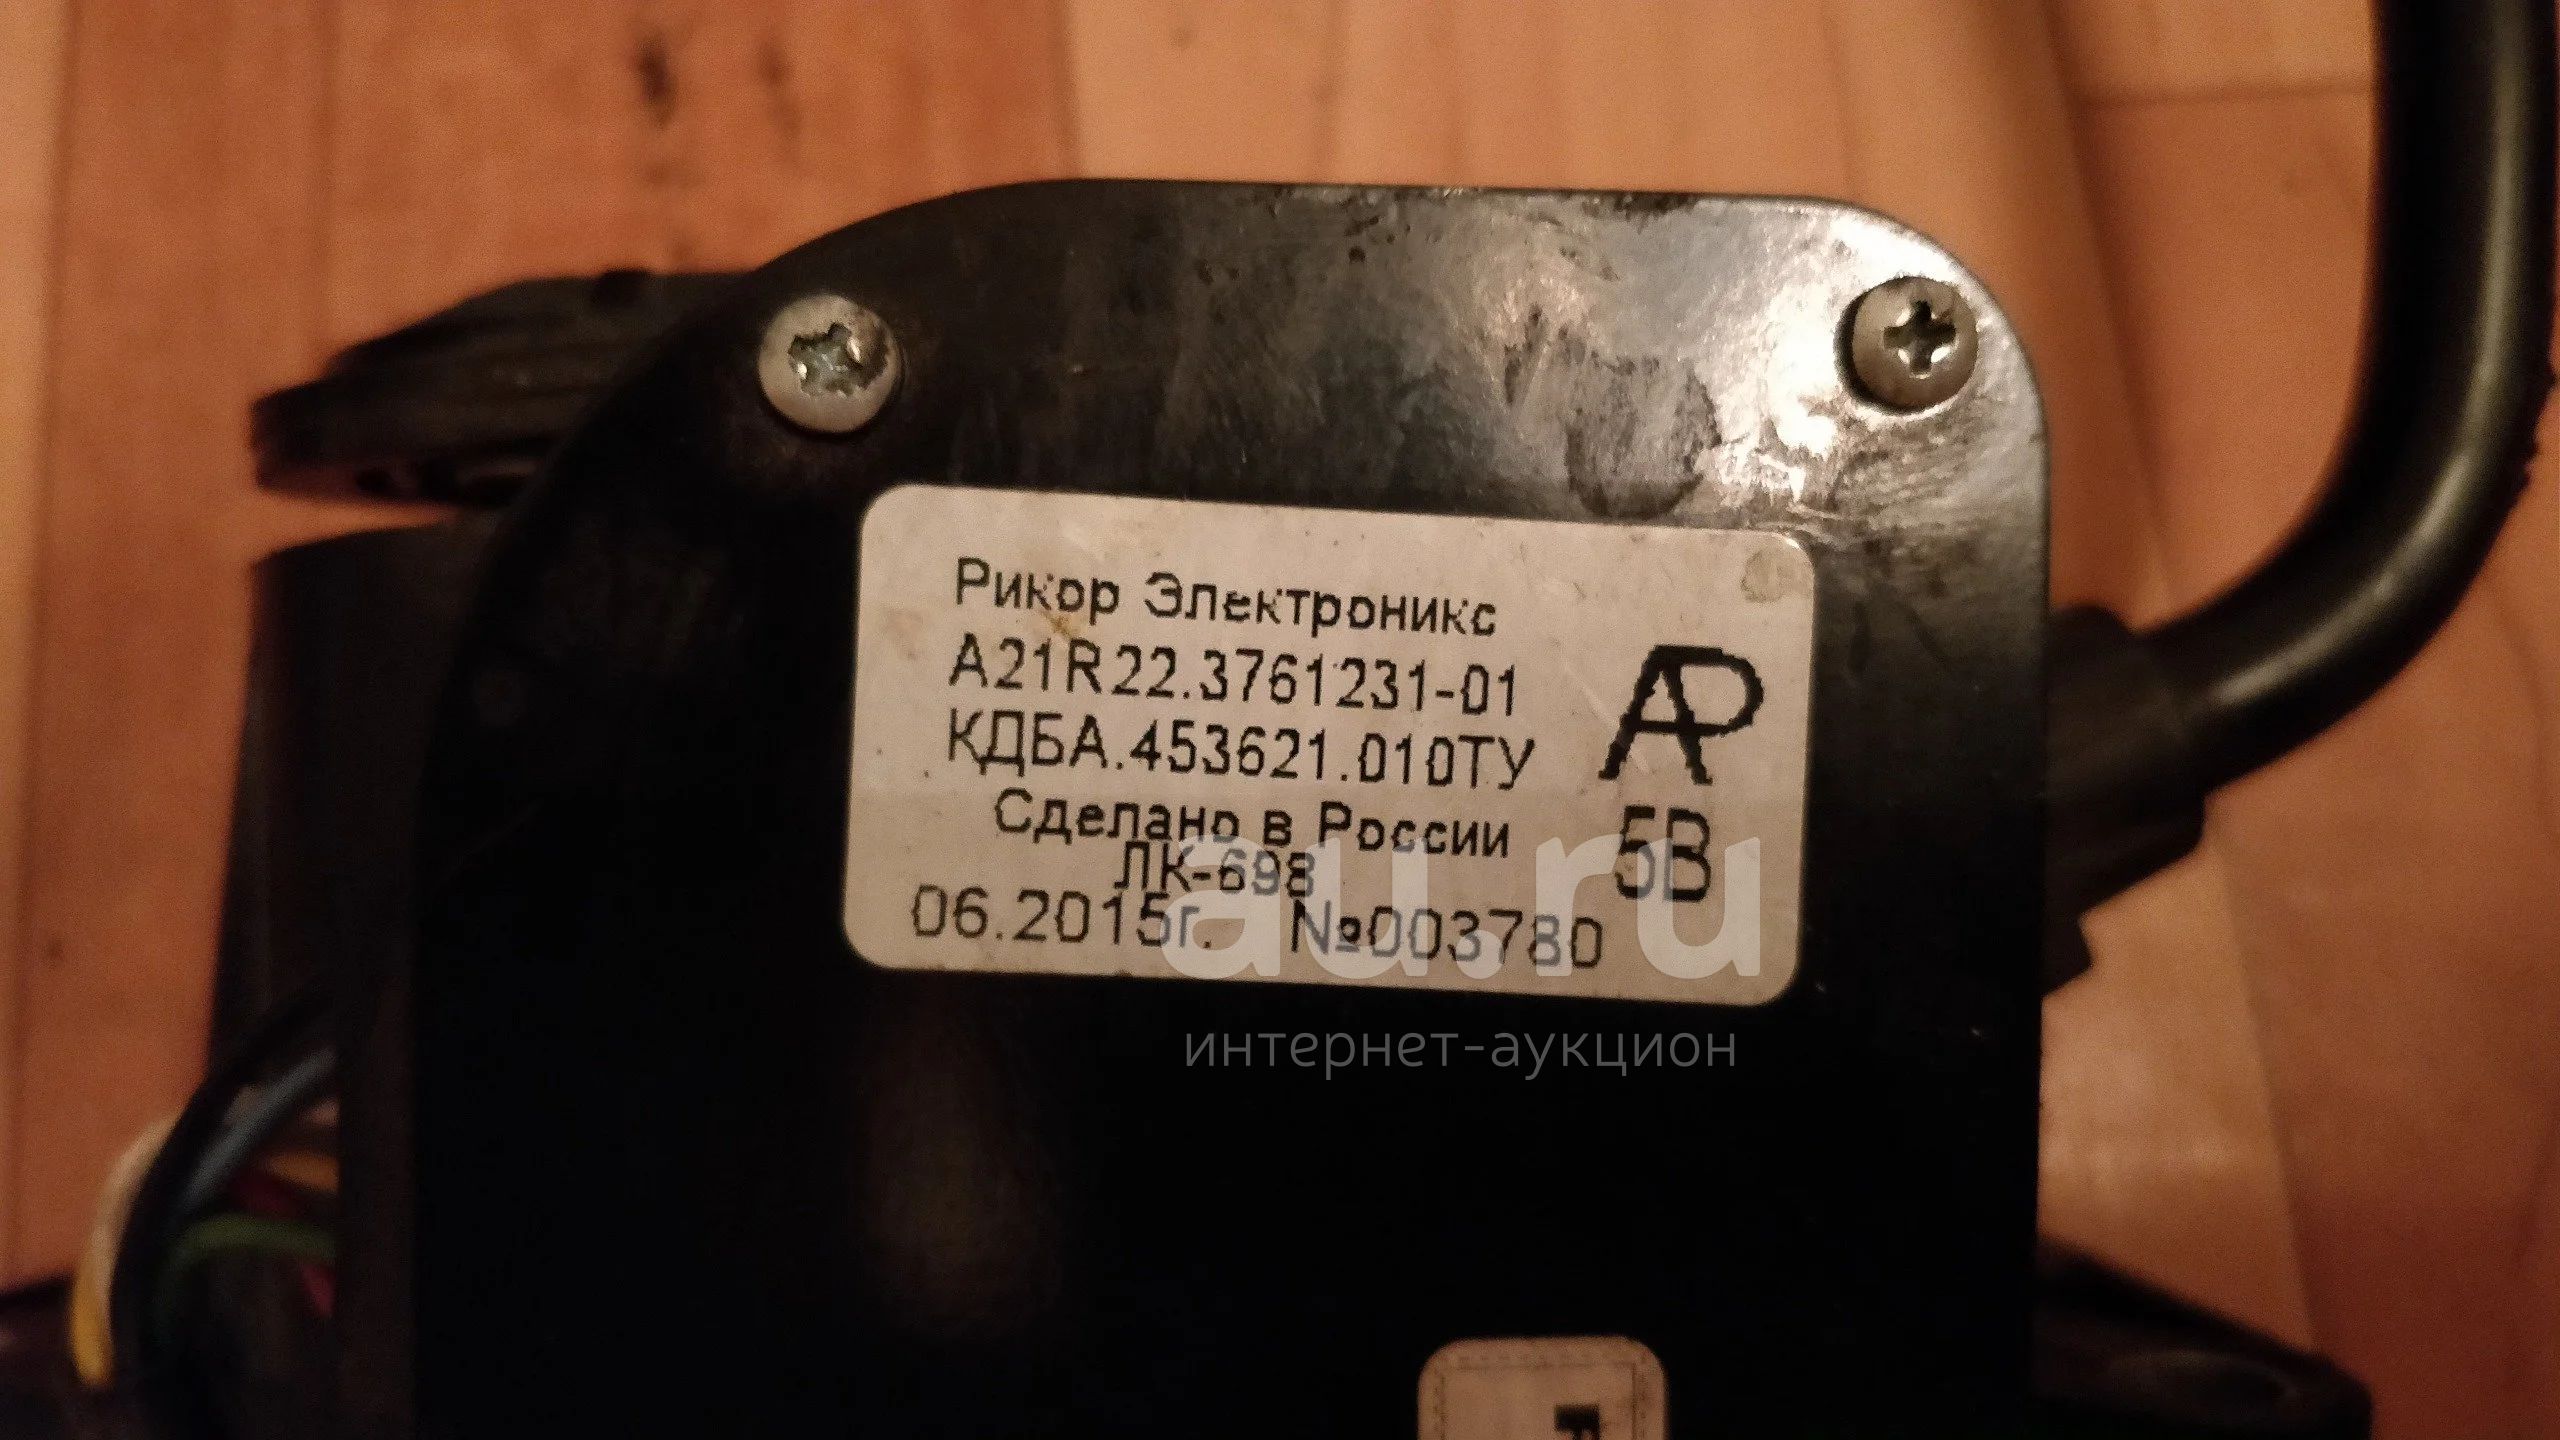 Рикор Электроникс
A21R22.3761231-01
КДБА.453621.010ТУ
АР
Сделано в России
5В
ЛК-698
06.2015г. №003780
au.ru
интернет-аукцион